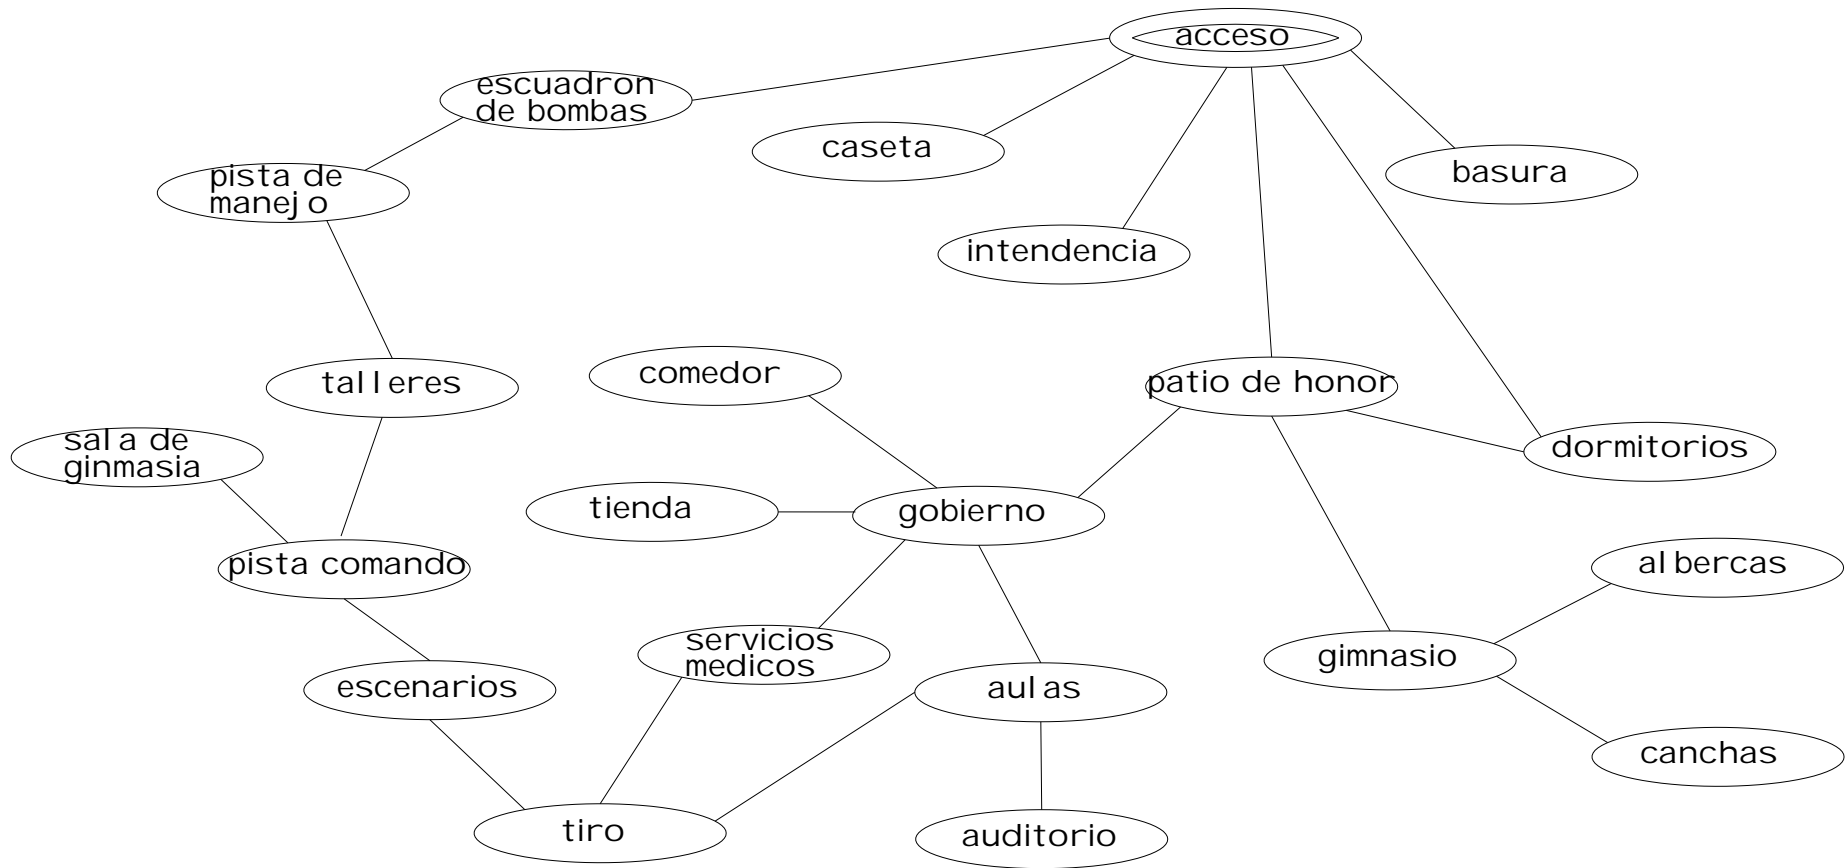 acceso
escuadron
de bombas
caseta
basura
pista de
manejo
intendencia
comedor
patio de honor
talleres
sala de
ginmasia
dormitorios
tienda
gobierno
pista comando
albercas
servicios
medicos
gimnasio
escenarios
aulas
canchas
tiro
auditorio